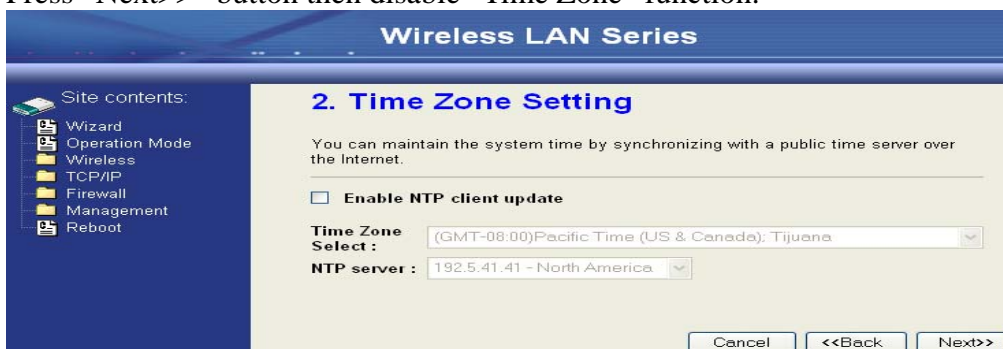 Press "Next>>" button then disable "Time Zone" function.
Wireless LAN Series
Site contents:
Wizard
Operation Mode
Wireless
TCP/IP
Firewall
Management
Reboot
2. Time Zone Setting
You can maintain the system time by synchronizing with a public time server over
the Internet.
Enable NTP client update
Time Zone
Select :
(GMT-08:00)Pacific Time (US & Canada); Tijuana
NTP server :
192.5.41.41 - North America
Cancel
<<Back
Next>>